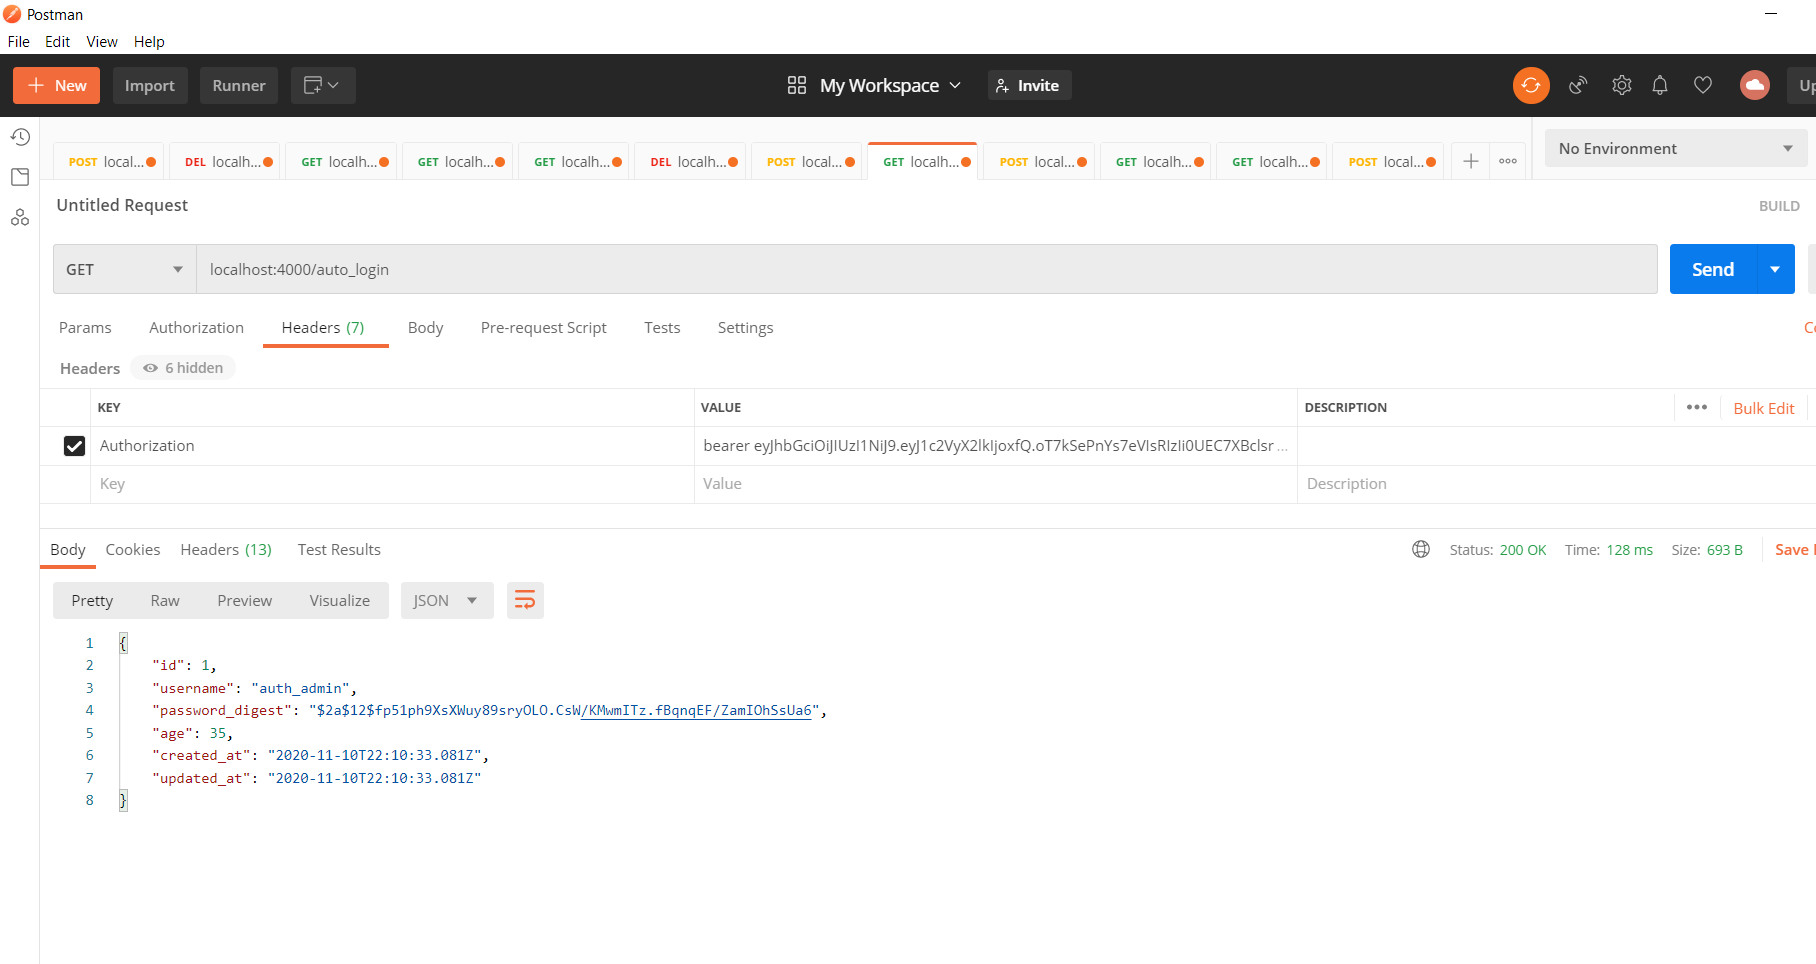 Postman
File Edit View Help
+ New Import Runner My Workspace Invite Up
POST local... DEL localh... GET localh... GET localh... GET localh... DEL localh... POST local... GET localh... POST local... GET localh... GET localh... POST local... + ooo No Environment
Untitled Request BUILD
GET localhost:4000/auto_login Send
Params Authorization Headers (7) Body Pre-request Script Tests Settings Co
Headers 6 hidden
KEY VALUE DESCRIPTION ••• Bulk Edit
Authorization bearer eyJhbGciOiJIUzI1NiJ9.eyJ1c2VyX2lkIjoxfQ.oT7kSePnYs7eVIsRIzIi0UEC7XBclsr ...
Key Value Description
Body Cookies Headers (13) Test Results Status: 200 OK Time: 128 ms Size: 693 B Save
Pretty Raw Preview Visualize JSON
1 {
2 "id": 1,
3 "username": "auth_admin",
4 "password_digest": "$2a$12$fp51ph9XsXWuy89sryOLO.CsW/KMwmITz.fBqnqEF/ZamIOhSsUa6",
5 "age": 35,
6 "created_at": "2020-11-10T22:10:33.081Z",
7 "updated_at": "2020-11-10T22:10:33.081Z"
8 }